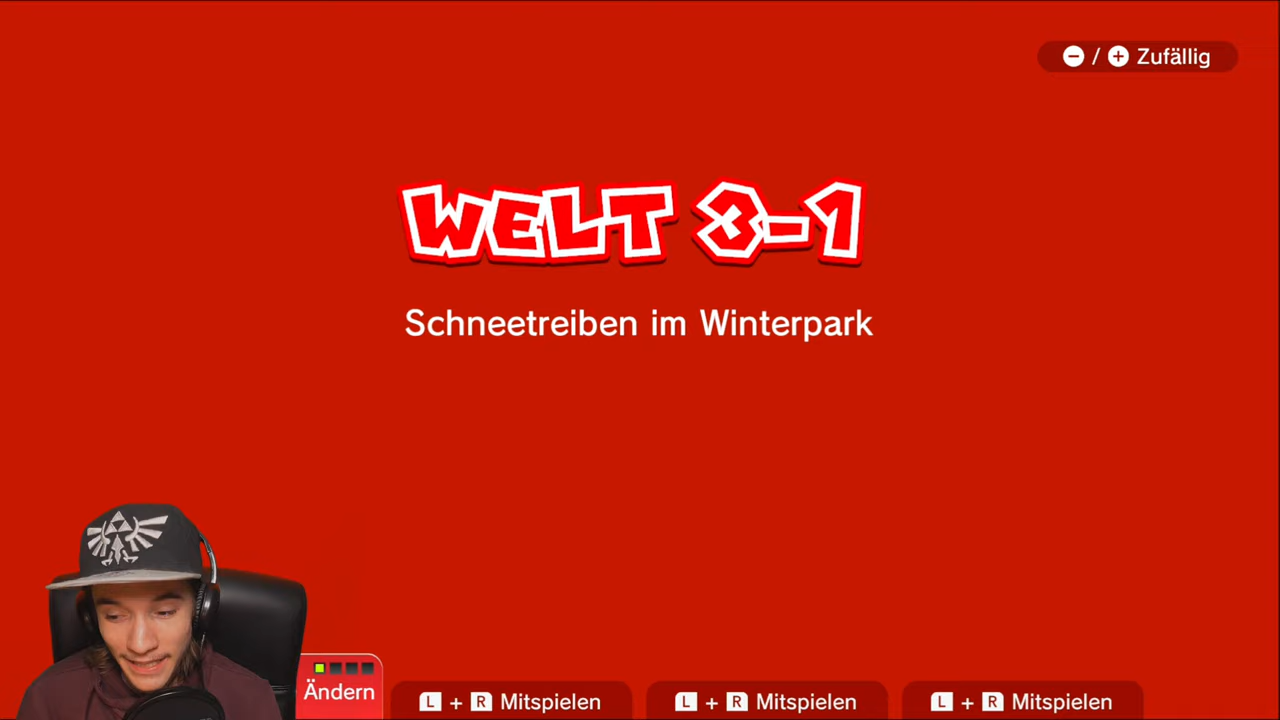 - / + Zufällig
WELT 3-1
Schneetreiben im Winterpark
Ändern
L + R Mitspielen
L + R Mitspielen
L + R Mitspielen